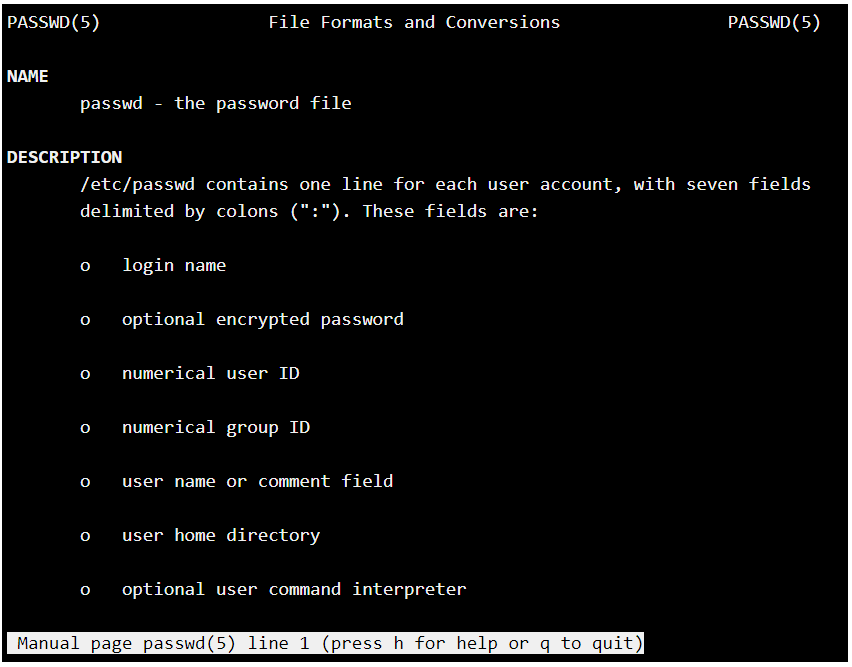 PASSWD(5) File Formats and Conversions PASSWD(5)
NAME
passwd - the password file
DESCRIPTION
/etc/passwd contains one line for each user account, with seven fields
delimited by colons (":"). These fields are:
o login name
o optional encrypted password
o numerical user ID
o numerical group ID
o user name or comment field
o user home directory
o optional user command interpreter
Manual page passwd(5) line 1 (press h for help or q to quit)